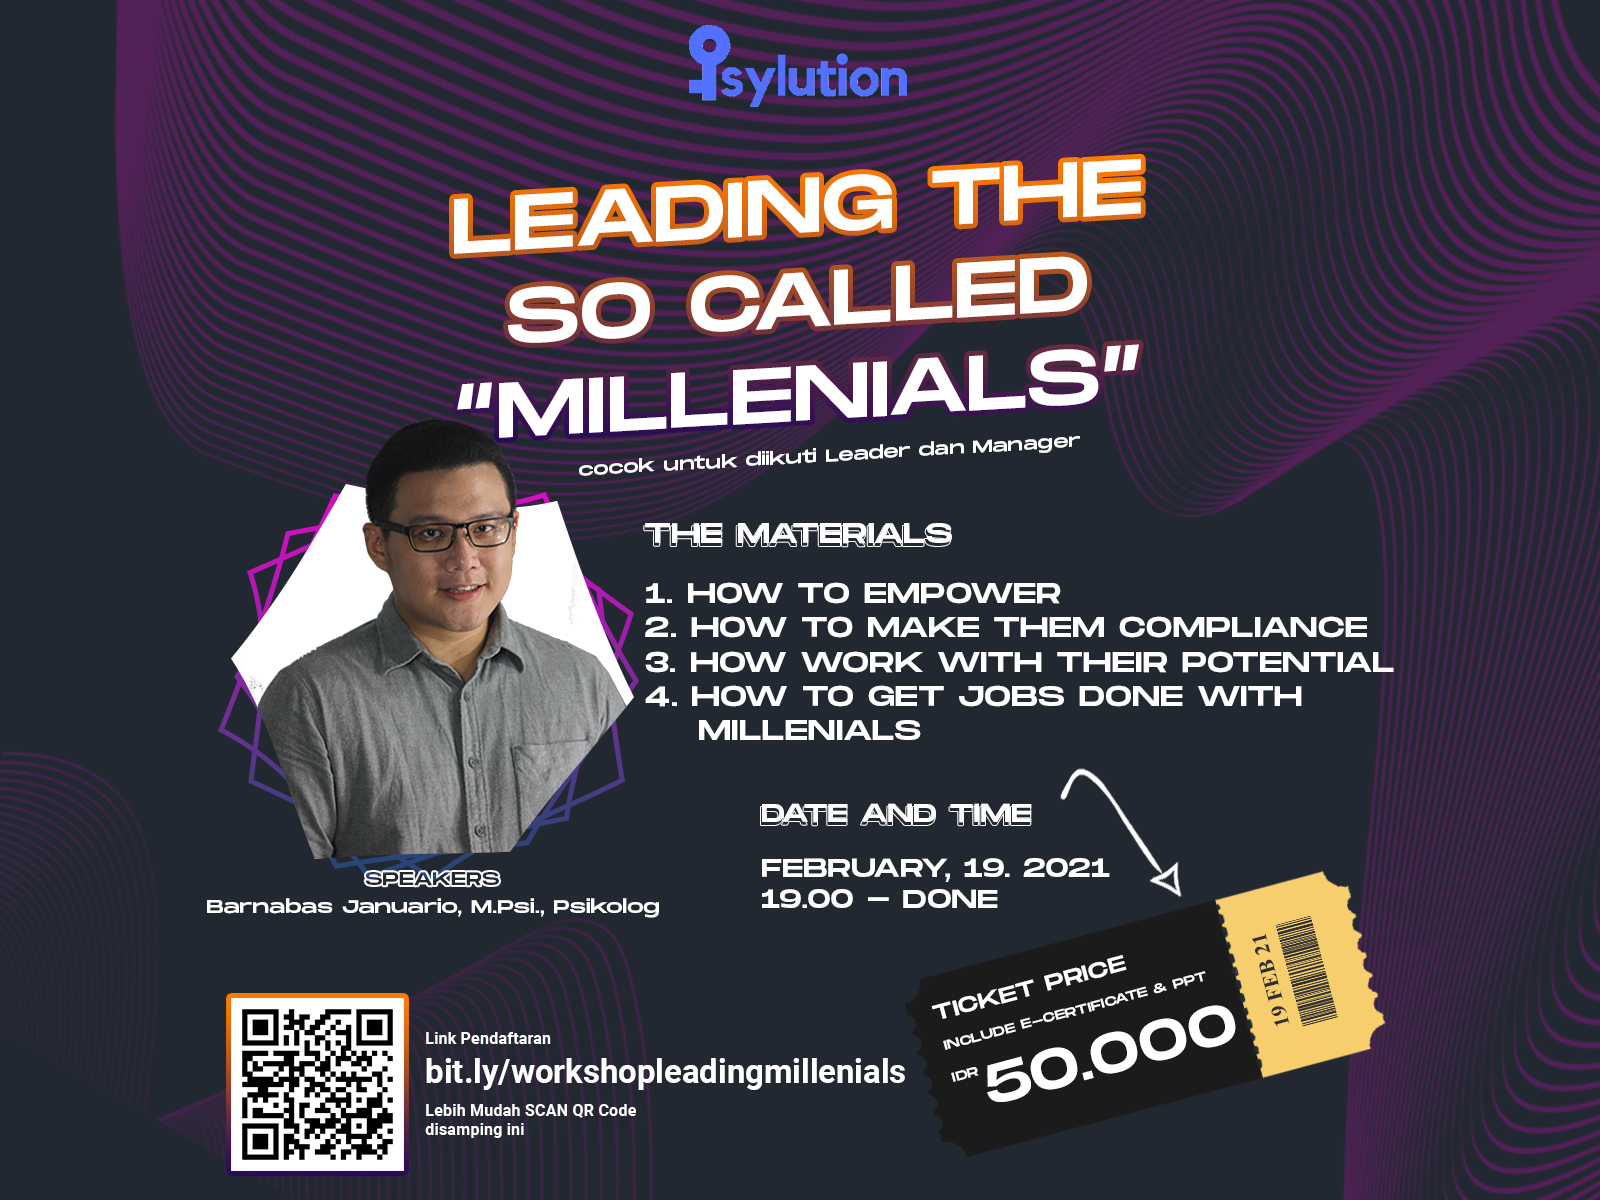 Psylution
LEADING THE
SO CALLED
"MILLENIALS"
cocok untuk diikuti Leader dan Manager
THE MATERIALS
1. HOW TO EMPOWER
2. HOW TO MAKE THEM COMPLIANCE
3. HOW WORK WITH THEIR POTENTIAL
4. HOW TO GET JOBS DONE WITH
MILLENIALS
DATE AND TIME
FEBRUARY, 19. 2021
19.00 – DONE
SPEAKERS
Barnabas Januario, M.Psi., Psikolog
TICKET PRICE
INCLUDE E-CERTIFICATE & PPT
IDR 50.000
19 FEB 21
Link Pendaftaran
bit.ly/workshopleadingmillenials
Lebih Mudah SCAN QR Code
disamping ini